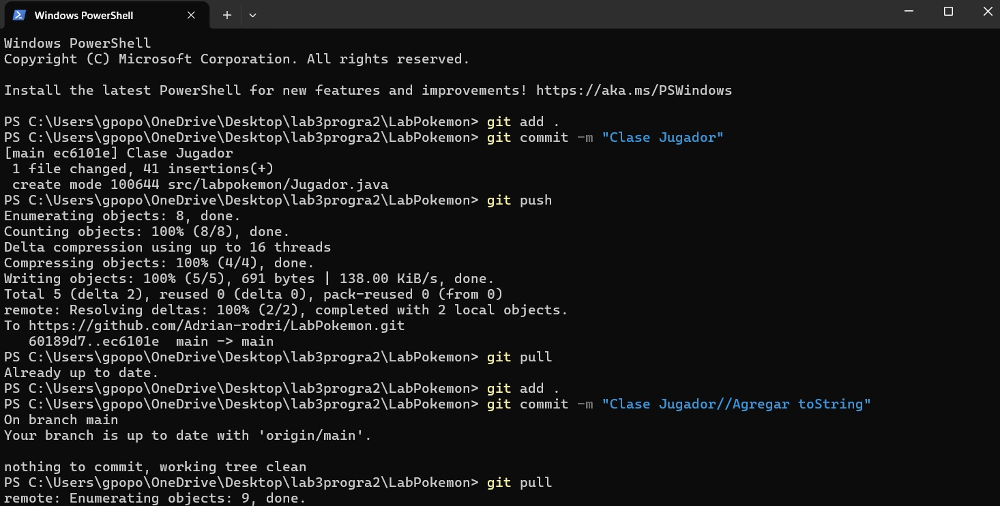 Windows PowerShell
Windows PowerShell
Copyright (C) Microsoft Corporation. All rights reserved.
Install the latest PowerShell for new features and improvements! https://aka.ms/PSWindows
PS C:\Users\gpopo\OneDrive\Desktop\lab3progra2\LabPokemon> git add .
PS C:\Users\gpopo\OneDrive\Desktop\lab3progra2\LabPokemon> git commit -m "Clase Jugador"
[main ec6101e] Clase Jugador
 1 file changed, 41 insertions(+)
 create mode 100644 src/labpokemon/Jugador.java
PS C:\Users\gpopo\OneDrive\Desktop\lab3progra2\LabPokemon> git push
Enumerating objects: 8, done.
Counting objects: 100% (8/8), done.
Delta compression using up to 16 threads
Compressing objects: 100% (4/4), done.
Writing objects: 100% (5/5), 691 bytes | 138.00 KiB/s, done.
Total 5 (delta 2), reused 0 (delta 0), pack-reused 0 (from 0)
remote: Resolving deltas: 100% (2/2), completed with 2 local objects.
To https://github.com/Adrian-rodri/LabPokemon.git
   60189d7..ec6101e  main -> main
PS C:\Users\gpopo\OneDrive\Desktop\lab3progra2\LabPokemon> git pull
Already up to date.
PS C:\Users\gpopo\OneDrive\Desktop\lab3progra2\LabPokemon> git add .
PS C:\Users\gpopo\OneDrive\Desktop\lab3progra2\LabPokemon> git commit -m "Clase Jugador//Agregar toString"
On branch main
Your branch is up to date with 'origin/main'.
nothing to commit, working tree clean
PS C:\Users\gpopo\OneDrive\Desktop\lab3progra2\LabPokemon> git pull
remote: Enumerating objects: 9, done.